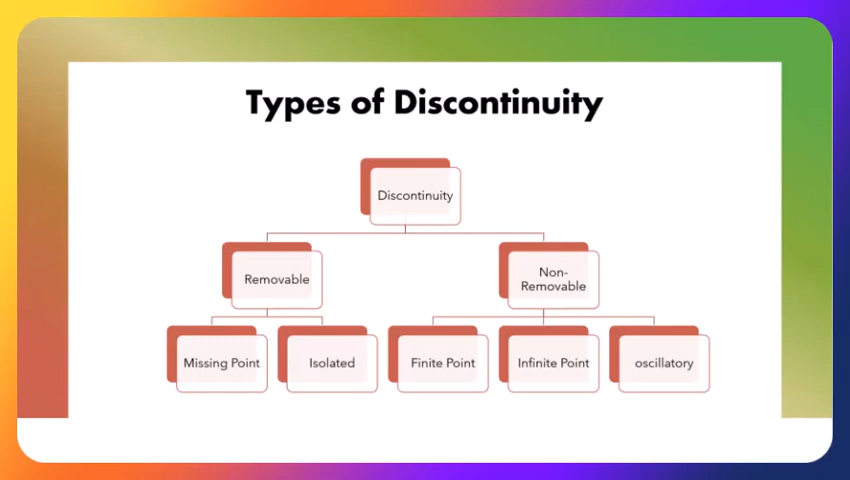 Types of Discontinuity
Discontinuity
Removable
Non-
Removable
Missing Point
Isolated
Finite Point
Infinite Point
oscillatory